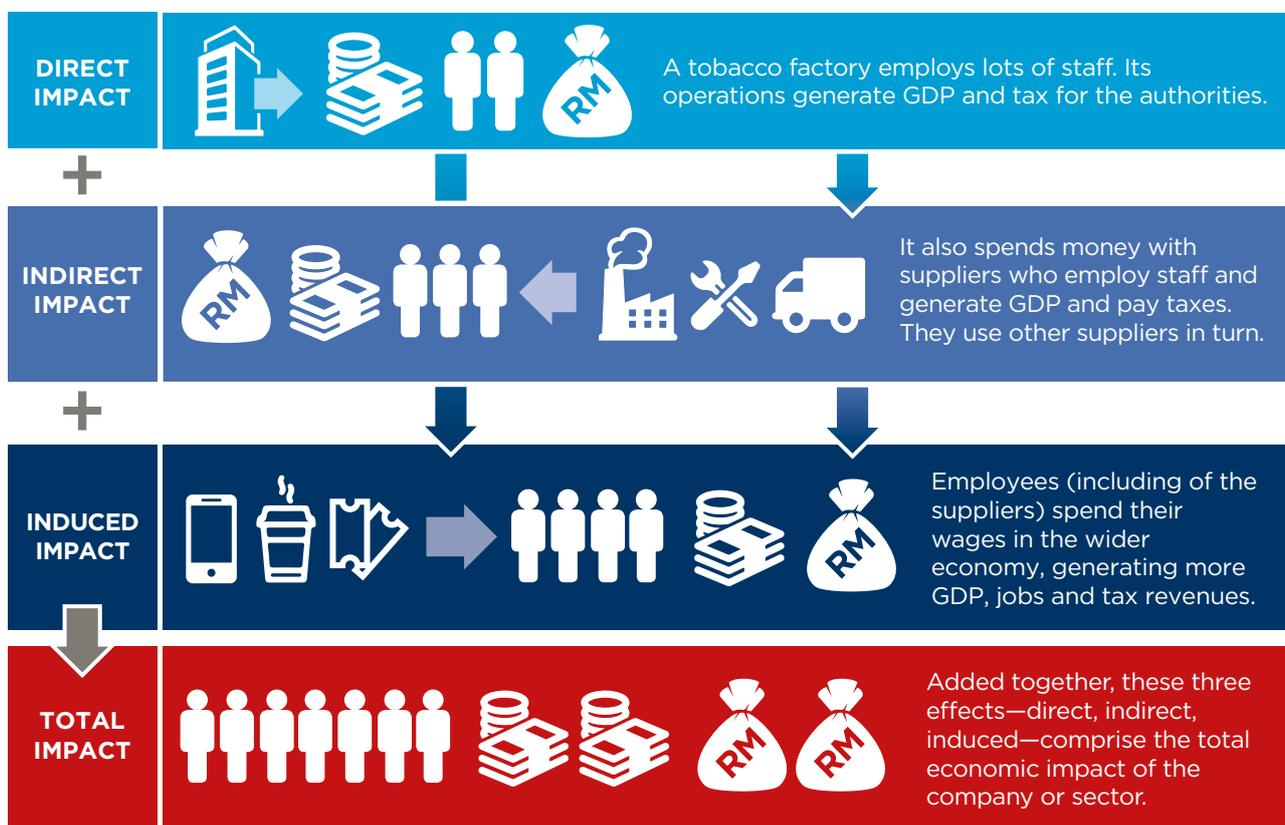 DIRECT
IMPACT
RM
A tobacco factory employs lots of staff. Its
operations generate GDP and tax for the authorities.
+
INDIRECT
IMPACT
RM
It also spends money with
suppliers who employ staff and
generate GDP and pay taxes.
They use other suppliers in turn.
+
INDUCED
IMPACT
RM
Employees (including of the
suppliers) spend their
wages in the wider
economy, generating more
GDP, jobs and tax revenues.
TOTAL
IMPACT
RM
RM
Added together, these three
effects—direct, indirect,
induced—comprise the total
economic impact of the
company or sector.